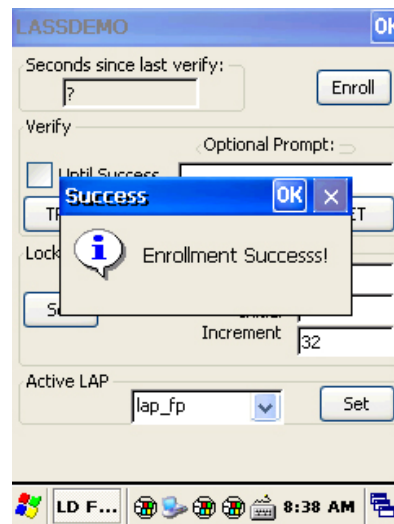 LASSDEMO OK
Seconds since last verify:
? Enroll
Verify
Optional Prompt:
Until Success
Success OK
Enrollment Successs!
Lock
Increment 32
Active LAP
lap_fp Set
LD F... 8:38 AM